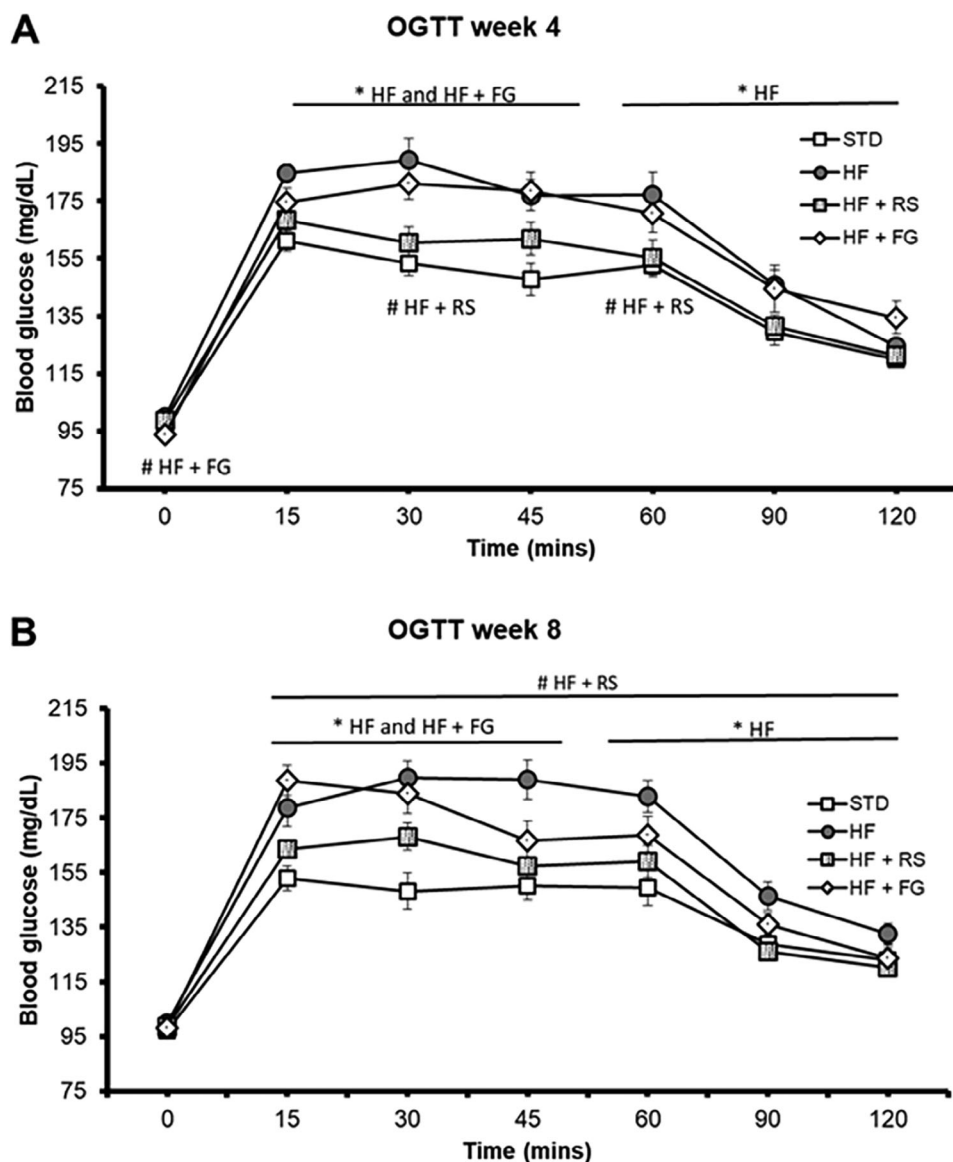 A
OGTT week 4
215
195
175
155
135
115
95
75
Blood glucose (mg/dL)
* HF and HF + FG
* HF
STD
HF
HF + RS
HF + FG
# HF + RS
# HF + RS
# HF + FG
0 15 30 45 60 90 120
Time (mins)
B
OGTT week 8
# HF + RS
215
195
175
155
135
115
95
75
Blood glucose (mg/dL)
* HF and HF + FG
* HF
STD
HF
HF + RS
HF + FG
0 15 30 45 60 90 120
Time (mins)